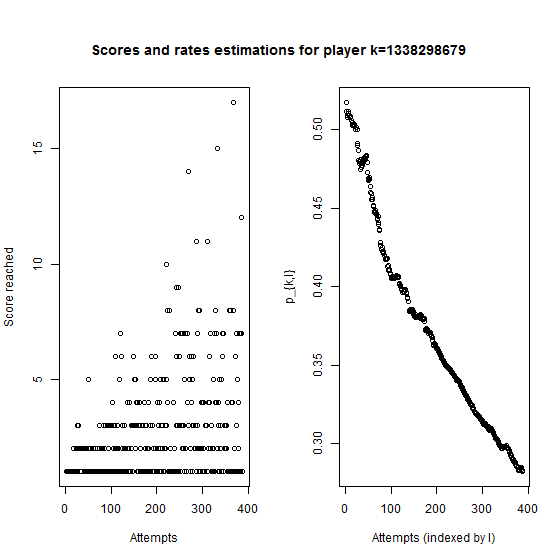 Scores and rates estimations for player k=1338298679
Score reached
15
10
5
0 100 200 300 400
Attempts
p_{k,l}
0.50
0.45
0.40
0.35
0.30
0 100 200 300 400
Attempts (indexed by l)